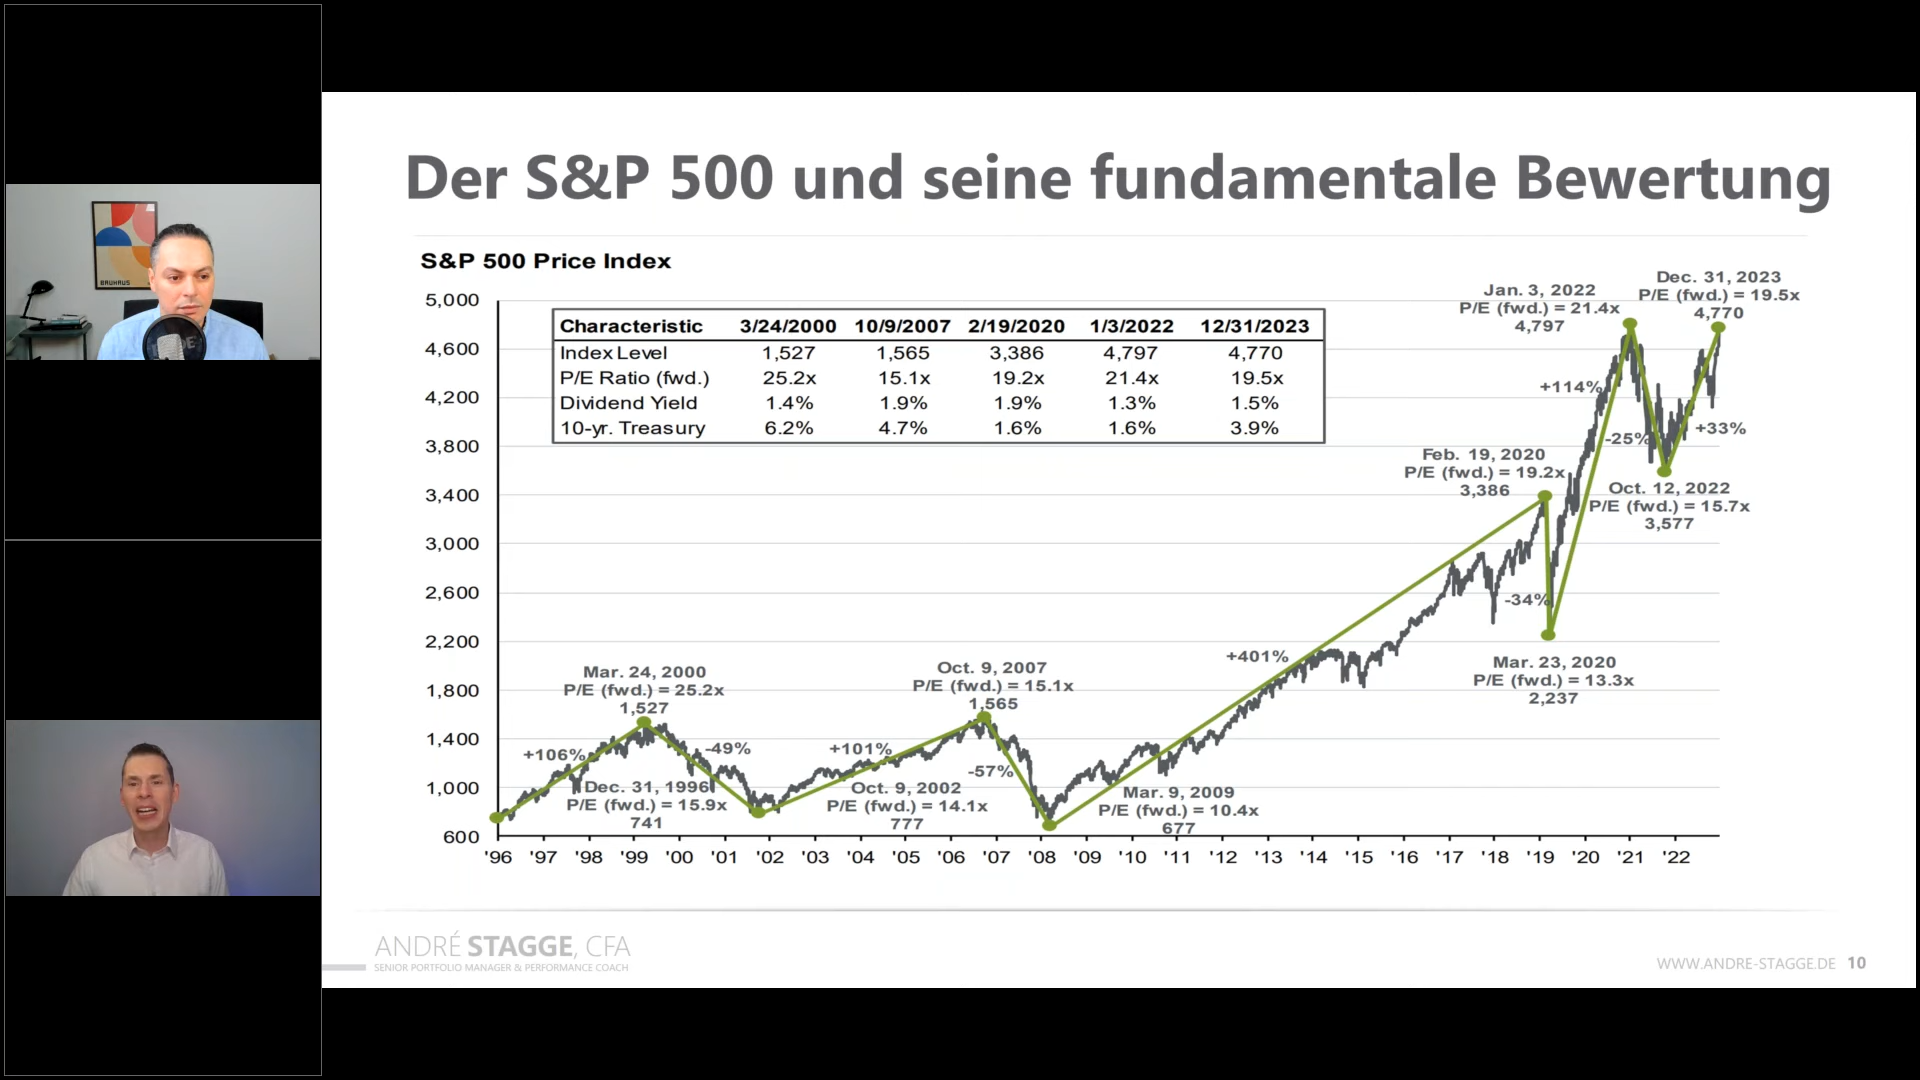 BAUHAUS
Der S&P 500 und seine fundamentale Bewertung
S&P 500 Price Index
5,000
4,600
4,200
3,800
3,400
3,000
2,600
2,200
1,800
1,400
1,000
600
Characteristic 3/24/2000 10/9/2007 2/19/2020 1/3/2022 12/31/2023
Index Level 1,527 1,565 3,386 4,797 4,770
P/E Ratio (fwd.) 25.2x 15.1x 19.2x 21.4x 19.5x
Dividend Yield 1.4% 1.9% 1.9% 1.3% 1.5%
10-yr. Treasury 6.2% 4.7% 1.6% 1.6% 3.9%
Dec. 31, 1996
P/E (fwd.) = 15.9x
741
+106%
Mar. 24, 2000
P/E (fwd.) = 25.2x
1,527
-49%
Oct. 9, 2002
P/E (fwd.) = 14.1x
777
+101%
Oct. 9, 2007
P/E (fwd.) = 15.1x
1,565
-57%
Mar. 9, 2009
P/E (fwd.) = 10.4x
677
+401%
Feb. 19, 2020
P/E (fwd.) = 19.2x
3,386
-34%
Mar. 23, 2020
P/E (fwd.) = 13.3x
2,237
+114%
Jan. 3, 2022
P/E (fwd.) = 21.4x
4,797
-25%
Oct. 12, 2022
P/E (fwd.) = 15.7x
3,577
+33%
Dec. 31, 2023
P/E (fwd.) = 19.5x
4,770
'96 '97 '98 '99 '00 '01 '02 '03 '04 '05 '06 '07 '08 '09 '10 '11 '12 '13 '14 '15 '16 '17 '18 '19 '20 '21 '22
ANDRÉ STAGGE, CFA
SENIOR PORTFOLIO MANAGER & PERFORMANCE COACH
WWW.ANDRE-STAGGE.DE 10